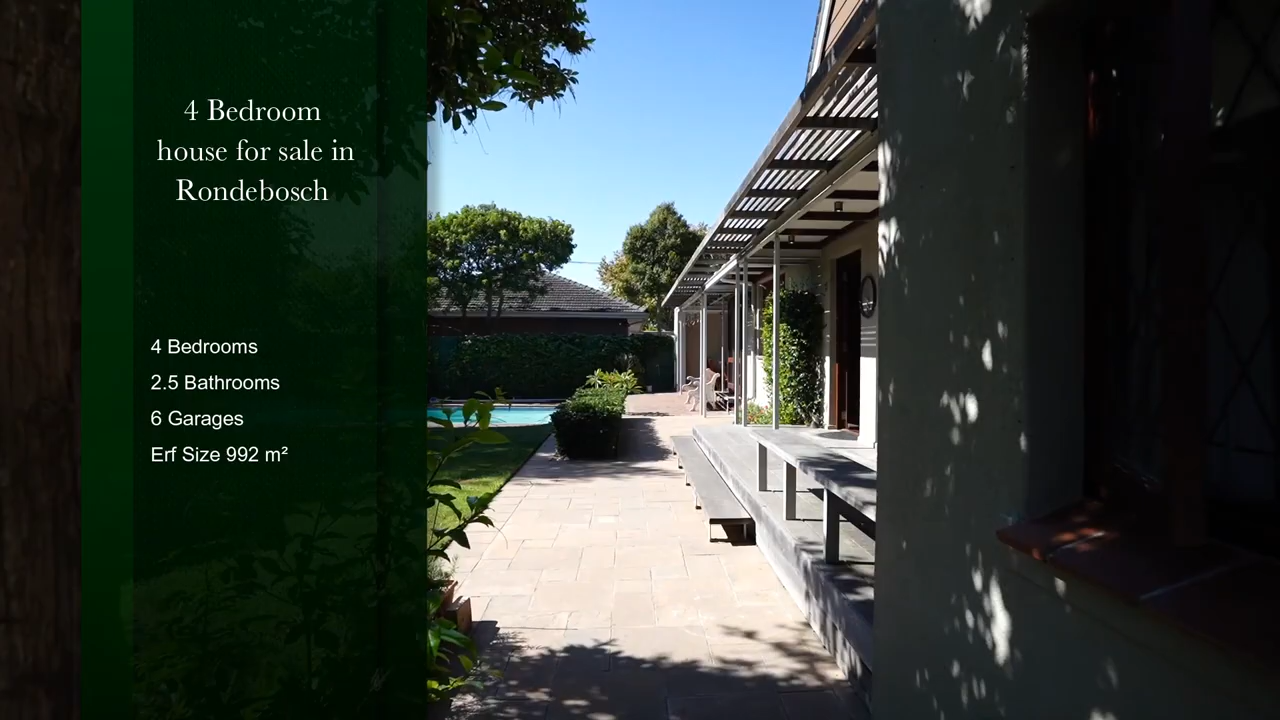 4 Bedroom
house for sale in
Rondebosch
4 Bedrooms
2.5 Bathrooms
6 Garages
Erf Size 992 m²